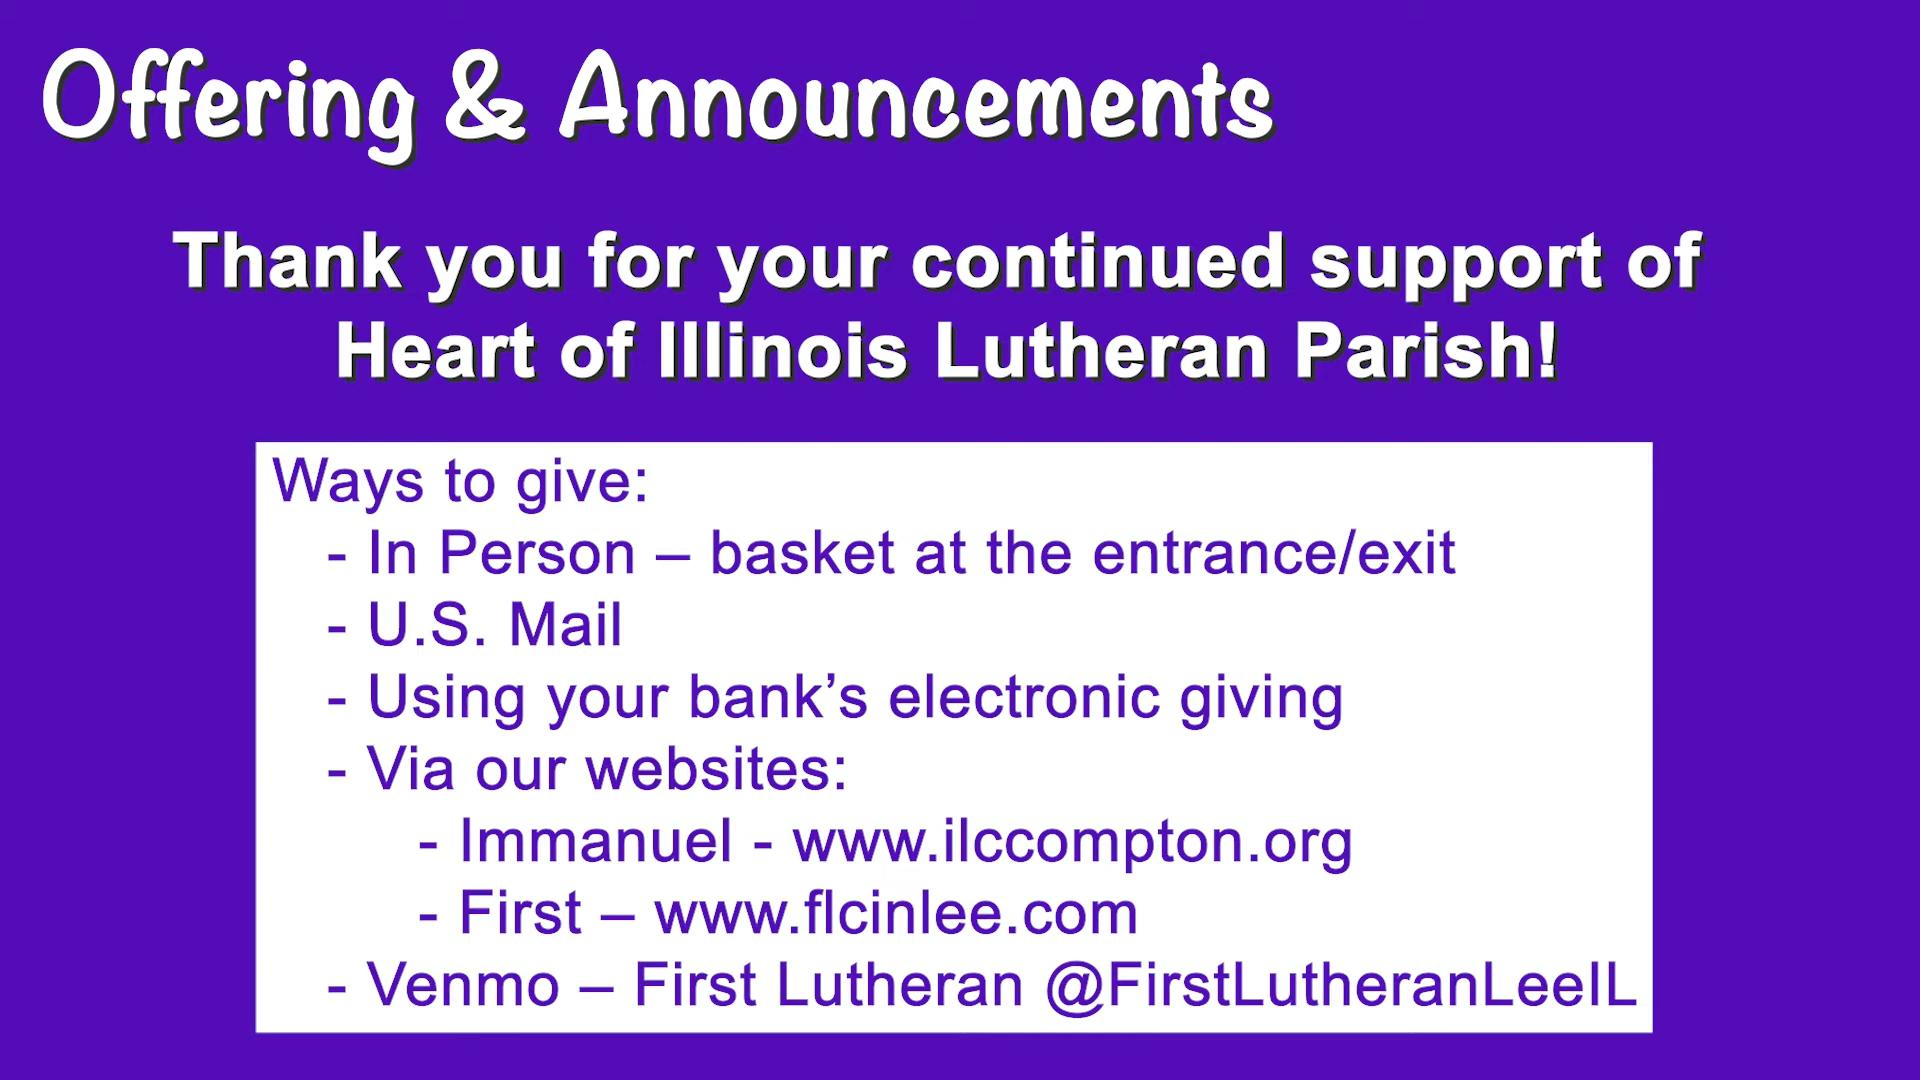 Offering & Announcements
Thank you for your continued support of
Heart of Illinois Lutheran Parish!
Ways to give:
- In Person – basket at the entrance/exit
- U.S. Mail
- Using your bank’s electronic giving
- Via our websites:
- Immanuel - www.ilccompton.org
- First – www.flcinlee.com
- Venmo – First Lutheran @FirstLutheranLeeIL